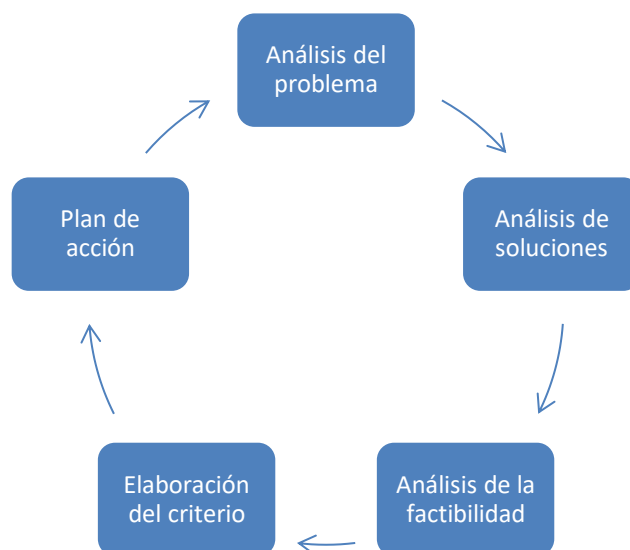 Análisis del
problema
Análisis de
soluciones
Análisis de la
factibilidad
Elaboración
del criterio
Plan de
acción